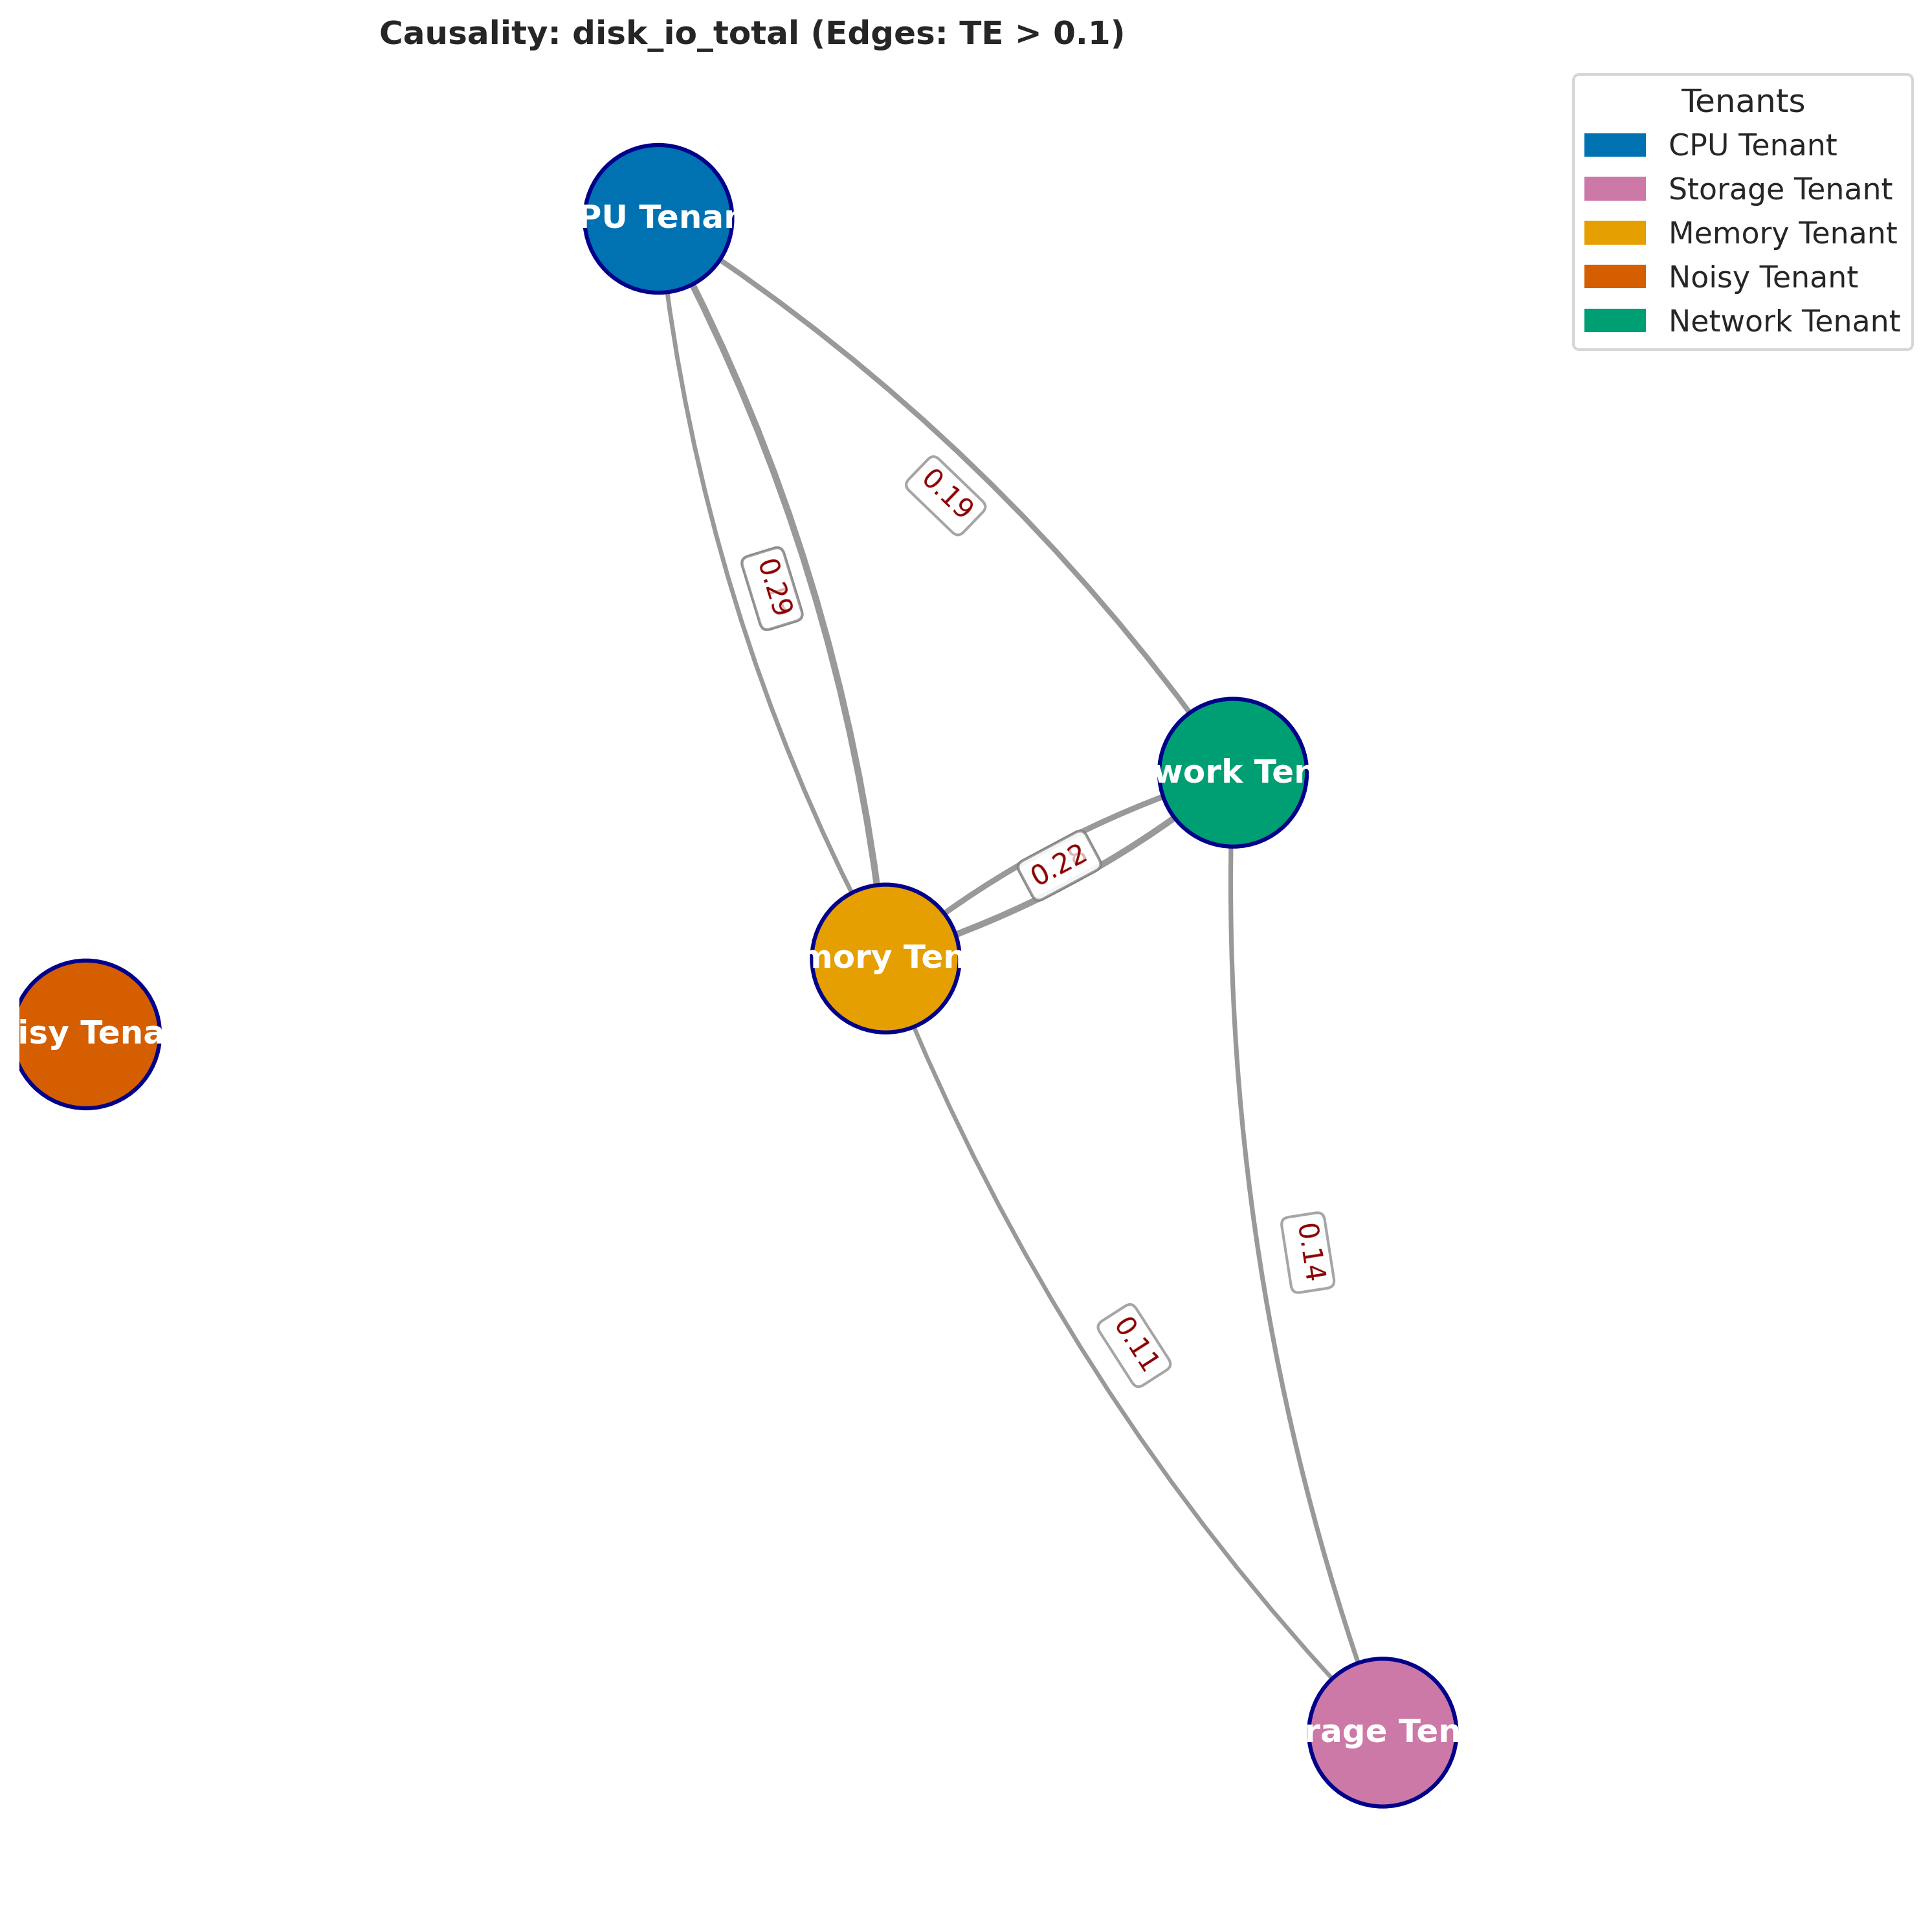 Causality: disk_io_total (Edges: TE > 0.1)
Tenants
CPU Tenant
Storage Tenant
Memory Tenant
Noisy Tenant
Network Tenant
PU Tenan
0.19
0.29
work Ten
0.22
mory Ten
isy Tena
0.14
0.11
rage Ten